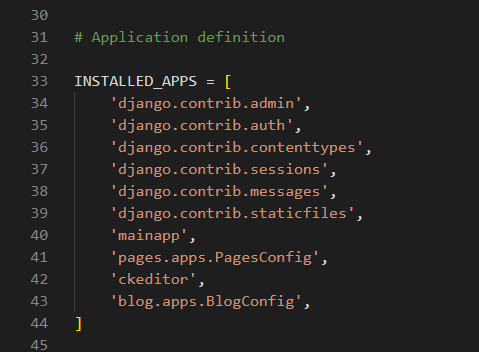 30
31 # Application definition
32
33 INSTALLED_APPS = [
34 'django.contrib.admin',
35 'django.contrib.auth',
36 'django.contrib.contenttypes',
37 'django.contrib.sessions',
38 'django.contrib.messages',
39 'django.contrib.staticfiles',
40 'mainapp',
41 'pages.apps.PagesConfig',
42 'ckeditor',
43 'blog.apps.BlogConfig',
44 ]
45